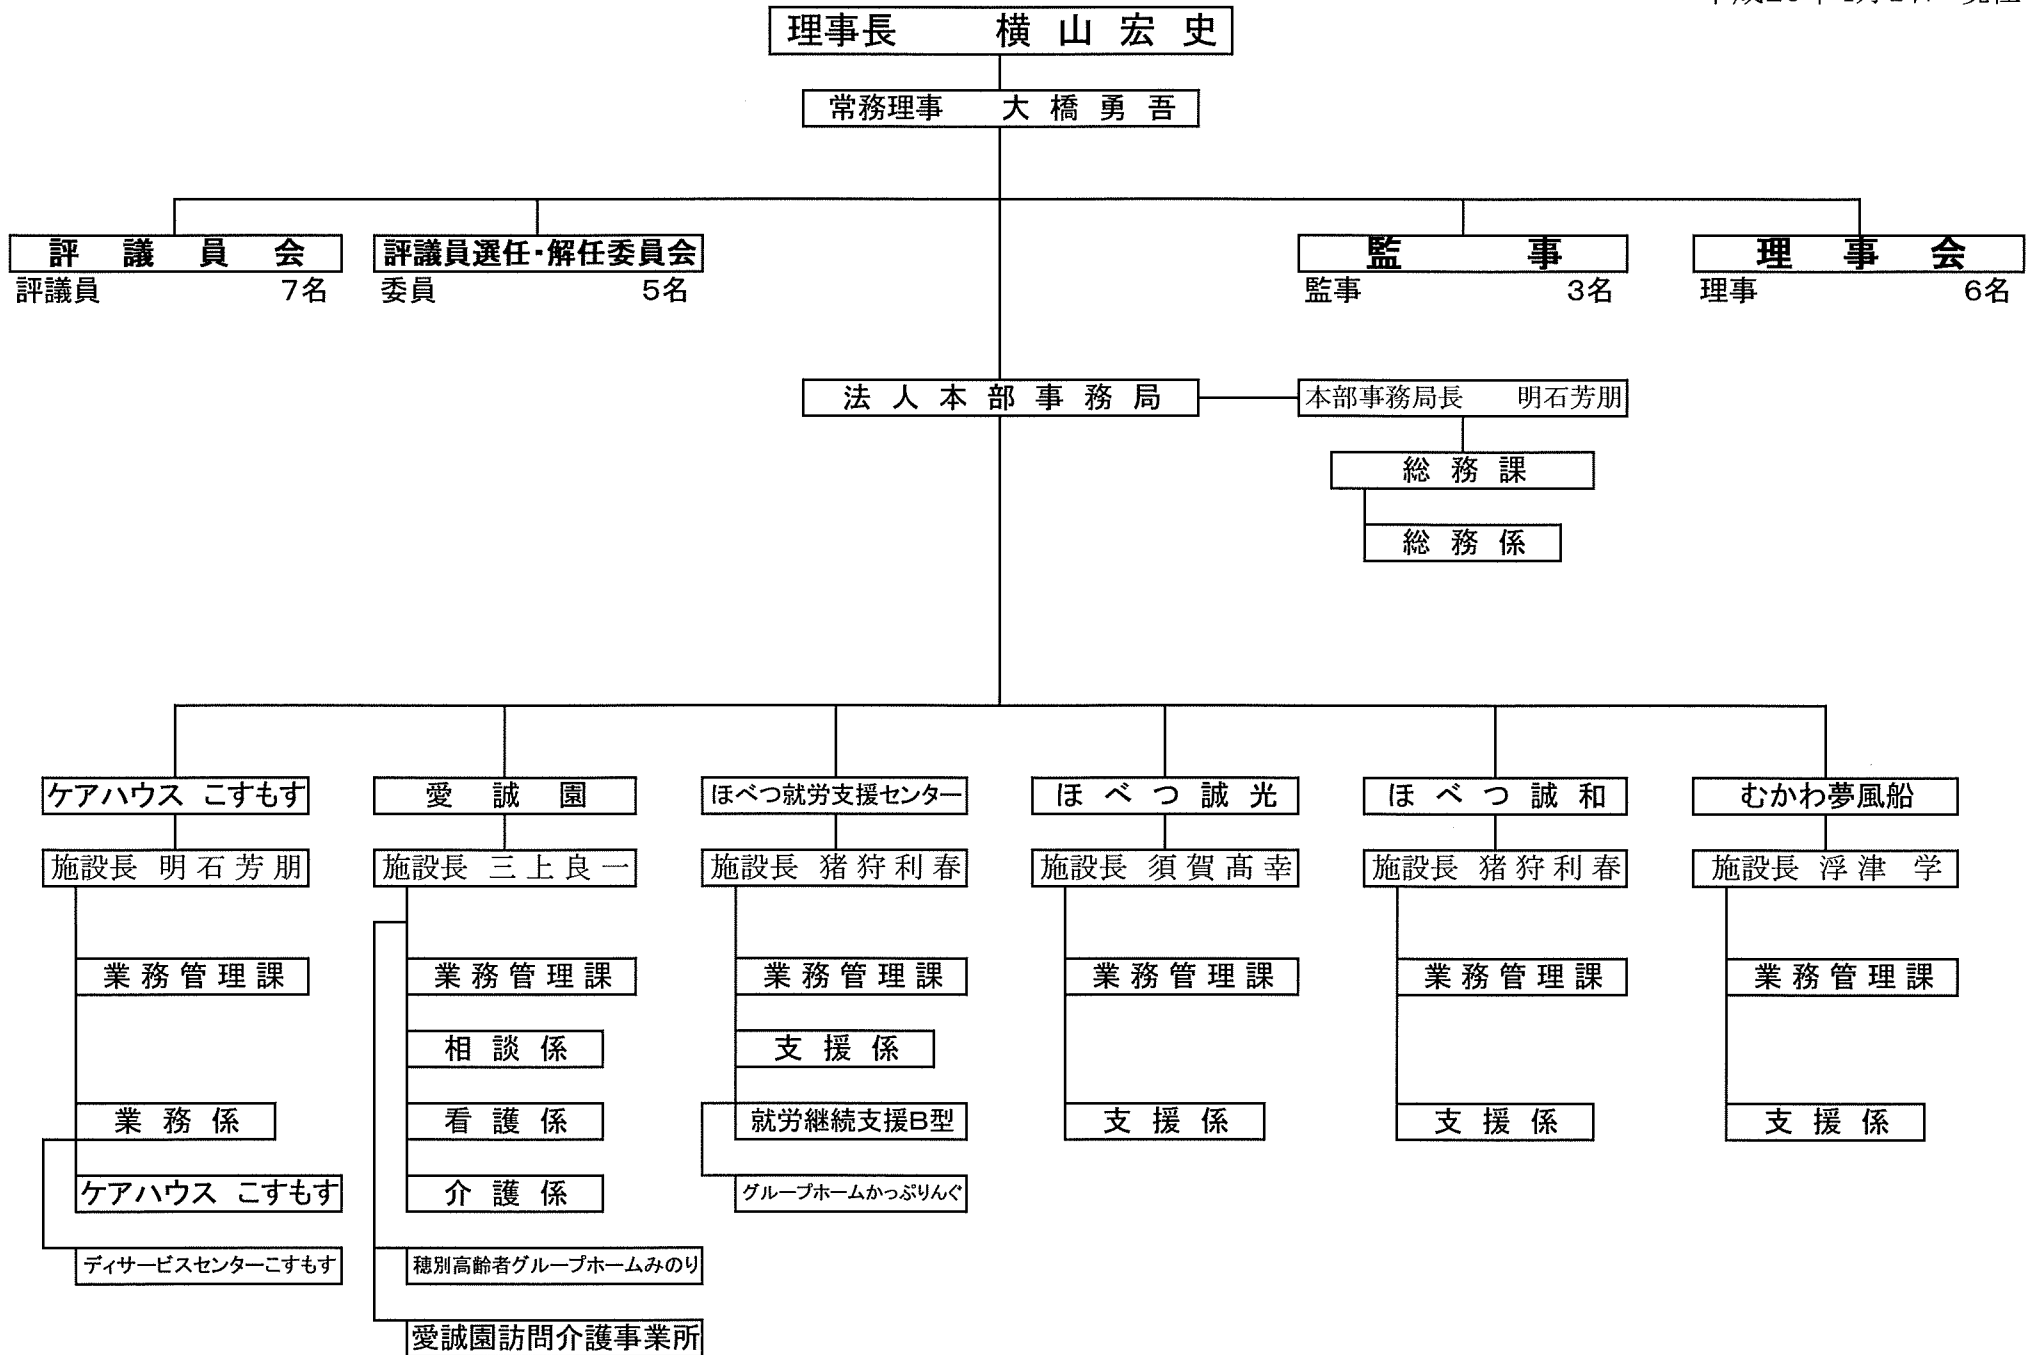 理事長 横山宏史
常務理事 大橋勇吾
評議員会 評議員選任・解任委員会 監事 理事会
評議員 7名 委員 5名 監事 3名 理事 6名
法人本部事務局 本部事務局長 明石芳朋
総務課
総務係
ケアハウス こすもす 愛誠園 ほべつ就労支援センター ほべつ誠光 ほべつ誠和 むかわ夢風船
施設長 明石芳朋 施設長 三上良一 施設長 猪狩利春 施設長 須賀髙幸 施設長 猪狩利春 施設長 浮津 学
業務管理課 業務管理課 業務管理課 業務管理課 業務管理課 業務管理課
相談係 支援係
業務係 看護係 就労継続支援B型 支援係 支援係 支援係
ケアハウス こすもす 介護係 グループホームかっぷりんぐ
ディサービスセンターこすもす 穂別高齢者グループホームみのり
愛誠園訪問介護事業所